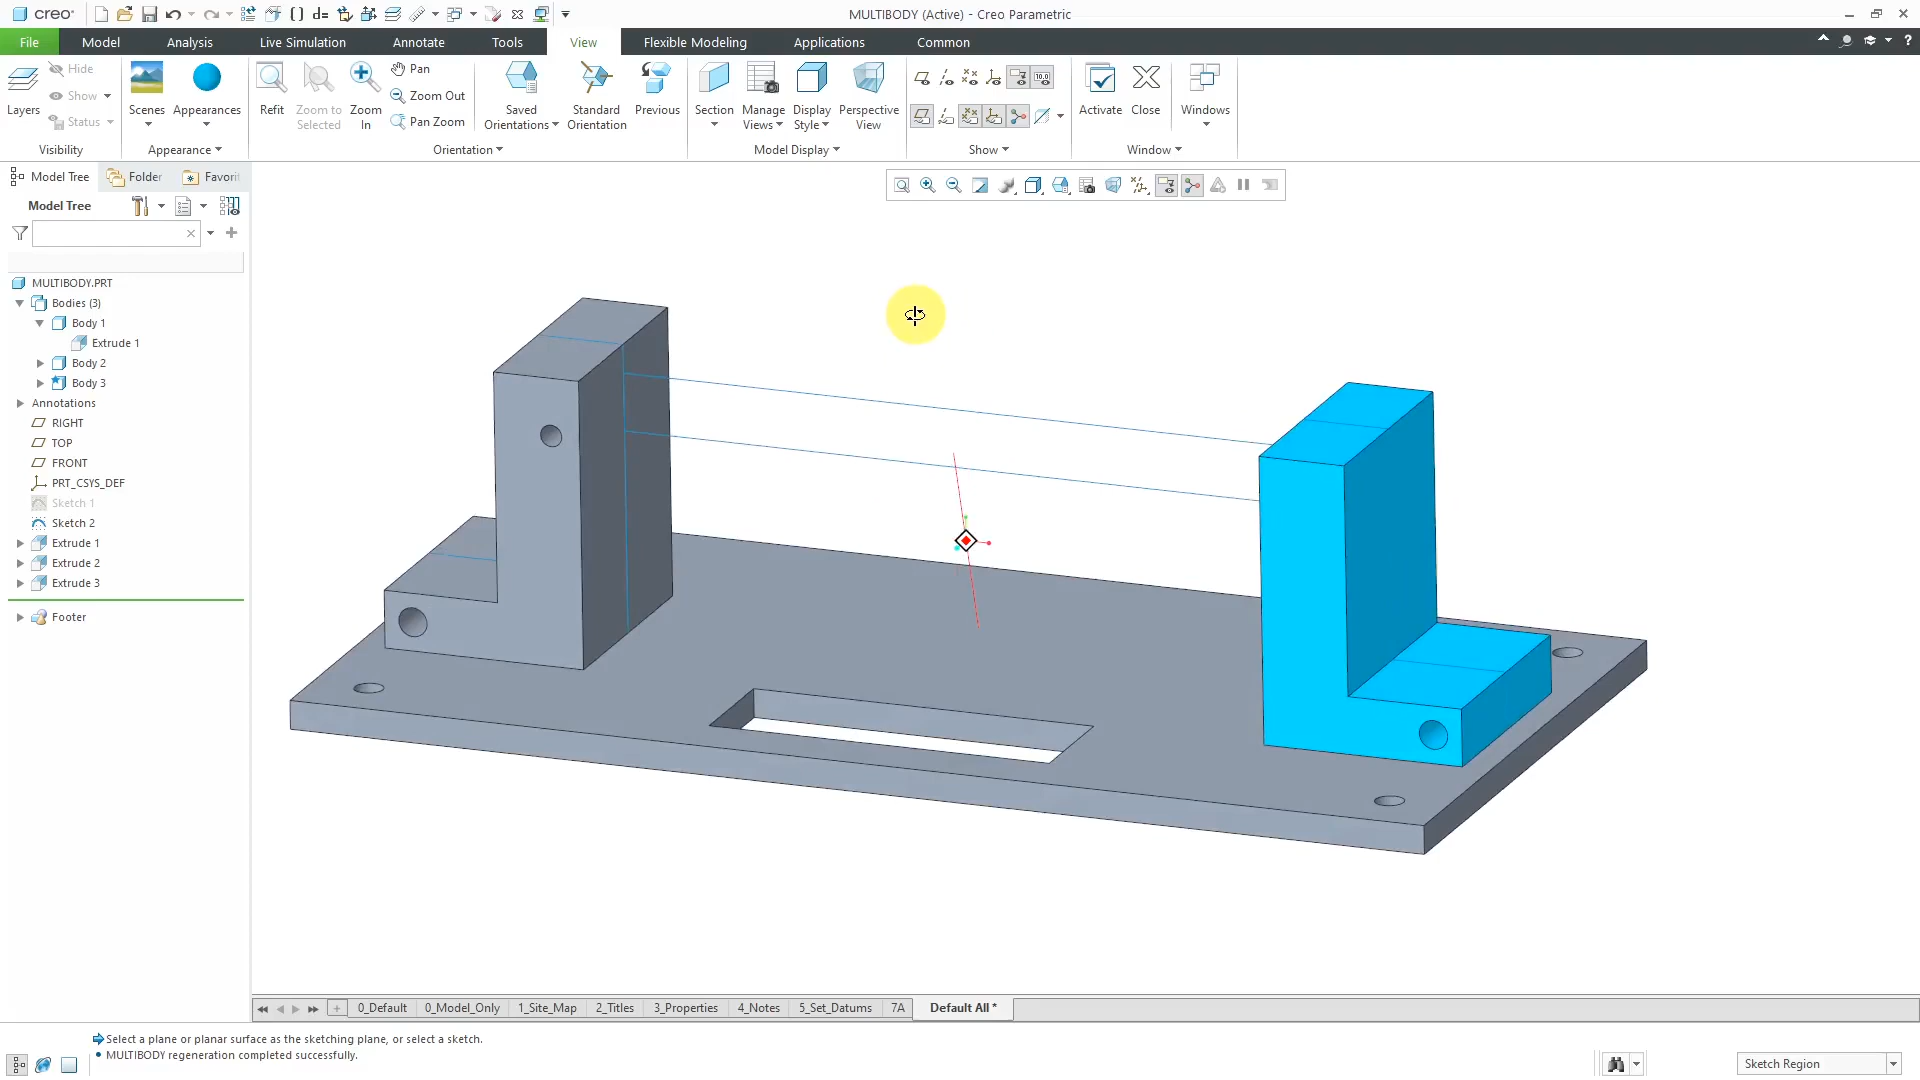 creo
MULTIBODY (Active) - Creo Parametric
File Model Analysis Live Simulation Annotate Tools View Flexible Modeling Applications Common
Layers
Hide
Show
Status
Visibility
Scenes
Appearances
Appearance
Refit
Zoom to Selected
Zoom In
Pan
Zoom Out
Pan Zoom
Saved Orientations
Standard Orientation
Previous
Orientation
Section
Manage Views
Display Style
Perspective View
Model Display
Show
Activate
Close
Windows
Window
Model Tree Folder Favorit
Model Tree
MULTIBODY.PRT
Bodies (3)
Body 1
Extrude 1
Body 2
Body 3
Annotations
RIGHT
TOP
FRONT
PRT_CSYS_DEF
Sketch 1
Sketch 2
Extrude 1
Extrude 2
Extrude 3
Footer
0_Default 0_Model_Only 1_Site_Map 2_Titles 3_Properties 4_Notes 5_Set_Datums 7A Default All *
Select a plane or planar surface as the sketching plane, or select a sketch.
• MULTIBODY regeneration completed successfully.
Sketch Region